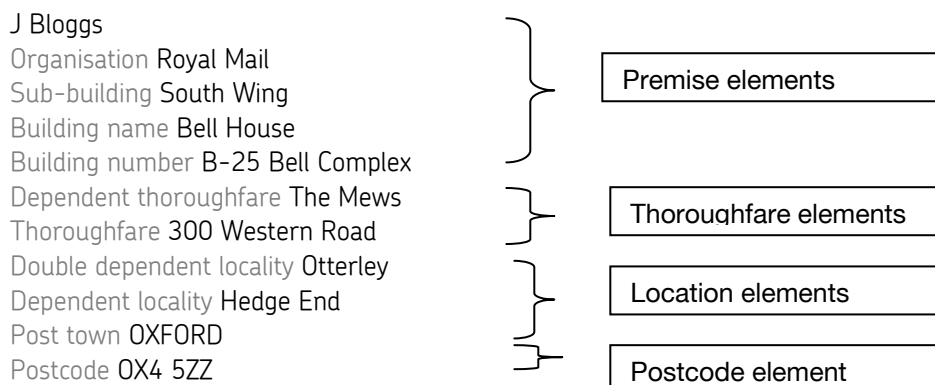 J Bloggs
Organisation Royal Mail
Sub-building South Wing
Building name Bell House
Building number B-25 Bell Complex
Dependent thoroughfare The Mews
Thoroughfare 300 Western Road
Double dependent locality Otterley
Dependent locality Hedge End
Post town OXFORD
Postcode OX4 5ZZ
Premise elements
Thoroughfare elements
Location elements
Postcode element